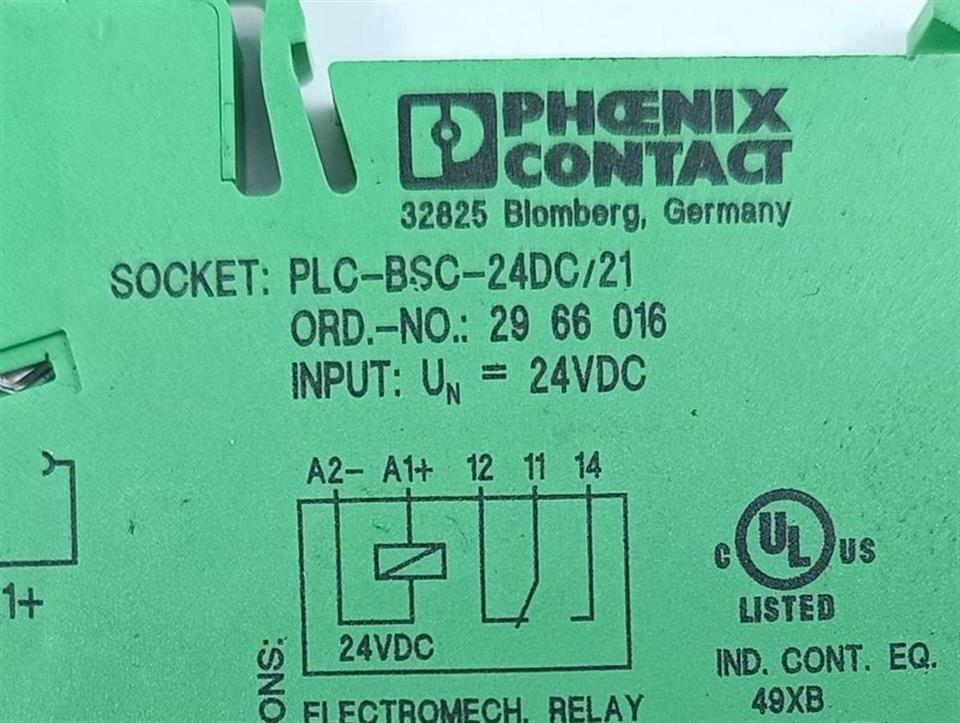 PHŒNIX
CONTACT
32825 Blomberg, Germany
SOCKET: PLC-BSC-24DC/21
ORD.-NO.: 29 66 016
INPUT: UN = 24VDC
A2- A1+ 12 11 14
24VDC
ELECTROMECH. RELAY
1+
ONS:
C UL US
LISTED
IND. CONT. EQ.
49XB